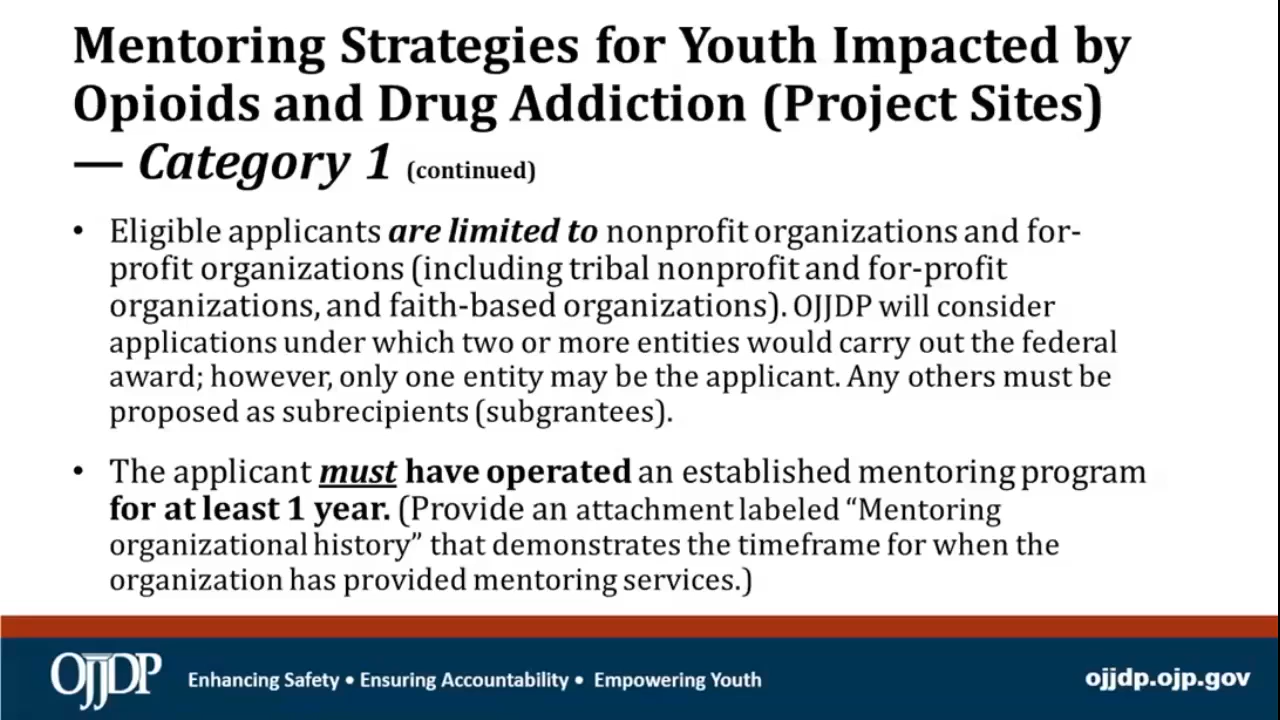 Mentoring Strategies for Youth Impacted by
Opioids and Drug Addiction (Project Sites)
— Category 1 (continued)
• Eligible applicants are limited to nonprofit organizations and for-
profit organizations (including tribal nonprofit and for-profit
organizations, and faith-based organizations). OJJDP will consider
applications under which two or more entities would carry out the federal
award; however, only one entity may be the applicant. Any others must be
proposed as subrecipients (subgrantees).
• The applicant must have operated an established mentoring program
for at least 1 year. (Provide an attachment labeled “Mentoring
organizational history” that demonstrates the timeframe for when the
organization has provided mentoring services.)
OJJDP Enhancing Safety • Ensuring Accountability • Empowering Youth ojjdp.ojp.gov